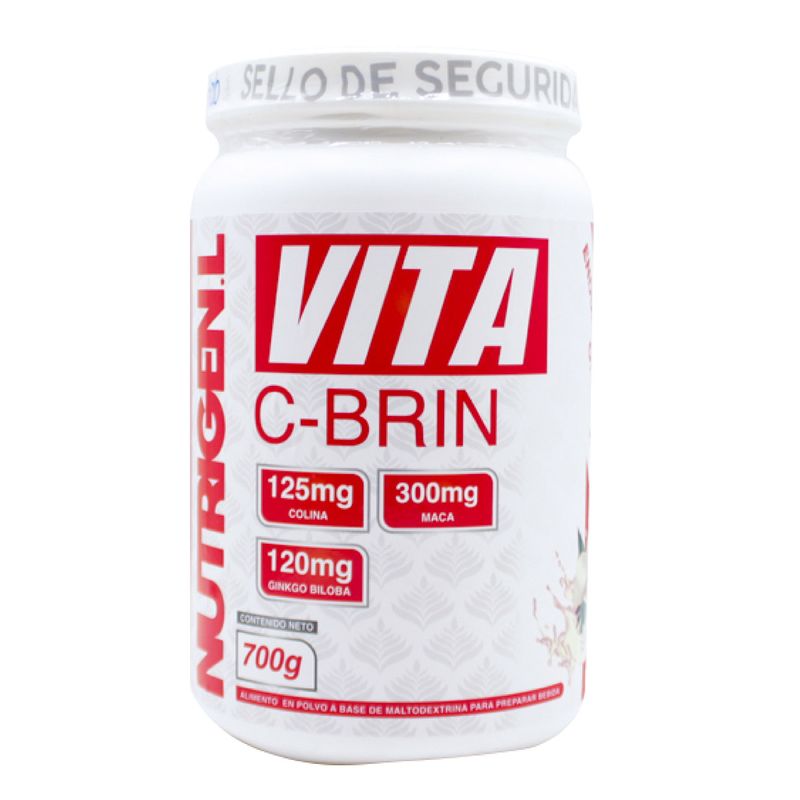 SELLO DE SEGURIDA
NUTRIGEN.L
VITA
C-BRIN
125mg
COLINA
300mg
MACA
120mg
GINKGO BILOBA
CONTENIDO NETO
700g
ALIMENTO EN POLVO A BASE DE MALTODEXTRINA PARA PREPARAR BEBIDA